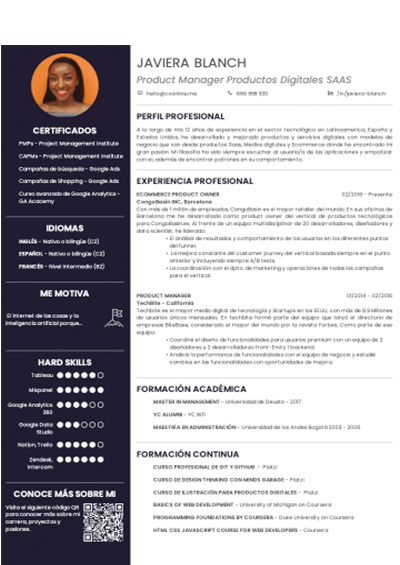 JAVIERA BLANCH
Product Manager Productos Digitales SAAS
hello@cvonline.me
666 999 333
/in/javierablanch
CERTIFICADOS
PMPs - Project Management Institute
CAPMs - Project Management Institute
Campañas de búsqueda - Google Ads
Campañas de Shopping - Google Ads
Curso avanzado de Google Analytics -
GA Acaemy
IDIOMAS
INGLÉS - Nativo o bilingüe (C2)
ESPAÑOL - Nativo o bilingüe (C2)
FRANCÉS - Nivel intermedio (B2)
ME MOTIVA
El Internet de las cosas y la
inteligencia artificial porque...
HARD SKILLS
Tableau
Mixpanel
Google Analytics
360
Google Data
Studio
Notion, Trello
Zendesk,
Intercom
CONOCE MÁS SOBRE MI
Visita el siguiente código QR
para conocer más sobre mi
carrera, proyectos y
pasiones.
PERFIL PROFESIONAL
A lo largo de mis 12 años de experiencia en el sector tecnológico en Latinoamerica, España y
Estados Unidos, he desarrollado y mejorado productos y servicios digitales con modelos de
negocio que van desde productos Saas, Medios digitales y Ecommerce donde he encontrado mi
gran pasión. Mi filosofía ha sido siempre escuchar al usuario/a de las aplicaciones y empatizar
con el, además de encontrar patrones en su comportamiento.
EXPERIENCIA PROFESIONAL
ECOMMERCE PRODUCT OWNER
02/2016 - Presente
CongoBasin INC, Barcelona
Con más de 1 millón de empleados, CongoBasin es el mayor retailer del mundo. En sus oficinas de
Barcelona me he desarrollado como product owner del vertical de productos tecnológicos
para CongoBasin.es. Al frente de un equipo multidisciplinar de 20 desarrolladores, diseñadores y
data scientist, he liderado:
• El análisis de resultados y comportamiento de los usuarios en los diferentes puntos
del funnel.
• La mejora constante del customer journey del vertical basada siempre en el punto
anterior y incluyendo siempre A/B tests.
• La coordinación con el dpto. de marketing y operaciones de todas las campañas
para el vertical.
PRODUCT MANAGER
01/2014 - 02/2016
Techbite - California
Techbite es el mayor medio digital de tecnología y Startups en los EEUU, con más de 8.9 Millones
de usuarios únicos mensuales. En techbite formé parte del equipo que lanzó el directorio de
empresas BiteBase, considerado el mayor del mundo por la revista Forbes. Como parte de ese
equipo:
• Coordiné el diseño de funcionalidades para usuarios premium con un equipo de 2
diseñadores y 2 desarrolladores front-End y 1 backend.
• Analicé la performance de funcionalidades con el equipo de negocio y estudié
cambios en las funcionalidades con oportunidades de mejora.
FORMACIÓN ACADÉMICA
MASTER IN MANAGEMENT - Universidad de Deusto - 2017
YC ALUMNI - YC W11
MAESTRÍA EN ADMINISTRACIÓN - Universidad de los Andes Bogotá 2003 - 2008
FORMACIÓN CONTINUA
CURSO PROFESIONAL DE GIT Y GITHUB - Platzi
CURSO DE DESIGN THINKING CON MINDS GARAGE - Platzi
CURSO DE ILUSTRACIÓN PARA PRODUCTOS DIGITALES - Platzi
BASICS OF WEB DEVELOPMENT - University of Michigan on Coursera
PROGRAMMING FOUNDATIONS BY COURSERA - Duke University on Coursera
HTML CSS JAVASCRIPT COURSE FOR WEB DEVELOPERS - Coursera